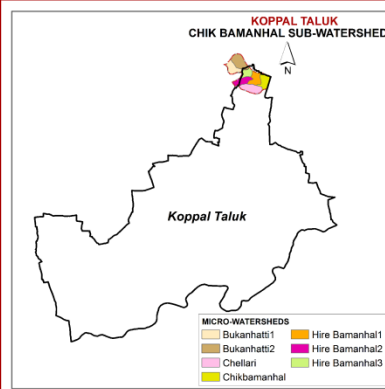 KOPPAL TALUK
CHIK BAMANHAL SUB-WATERSHED
N
Koppal Taluk
MICRO-WATERSHEDS
Bukanhatti1 Hire Bamanhal1
Bukanhatti2 Hire Bamanhal2
Chellari Hire Bamanhal3
Chikbamanhal